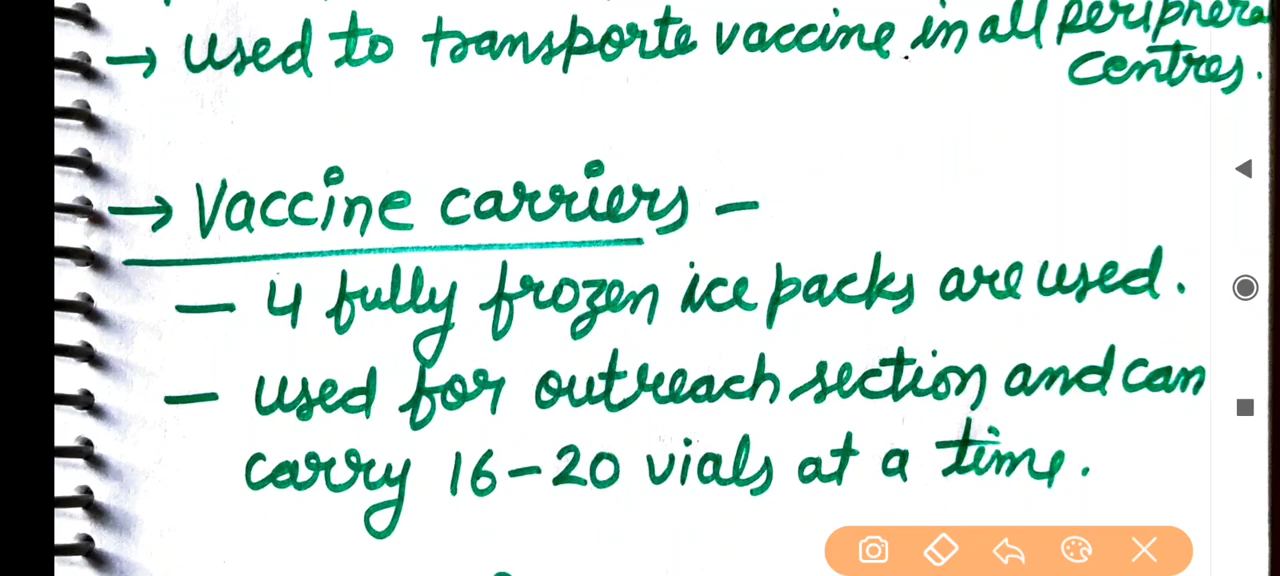 → used to transporte vaccine in all periphera
centres.
→ Vaccine carriers –
– 4 fully frozen ice packs are used.
– used for outreach section and can
carry 16-20 vials at a time.